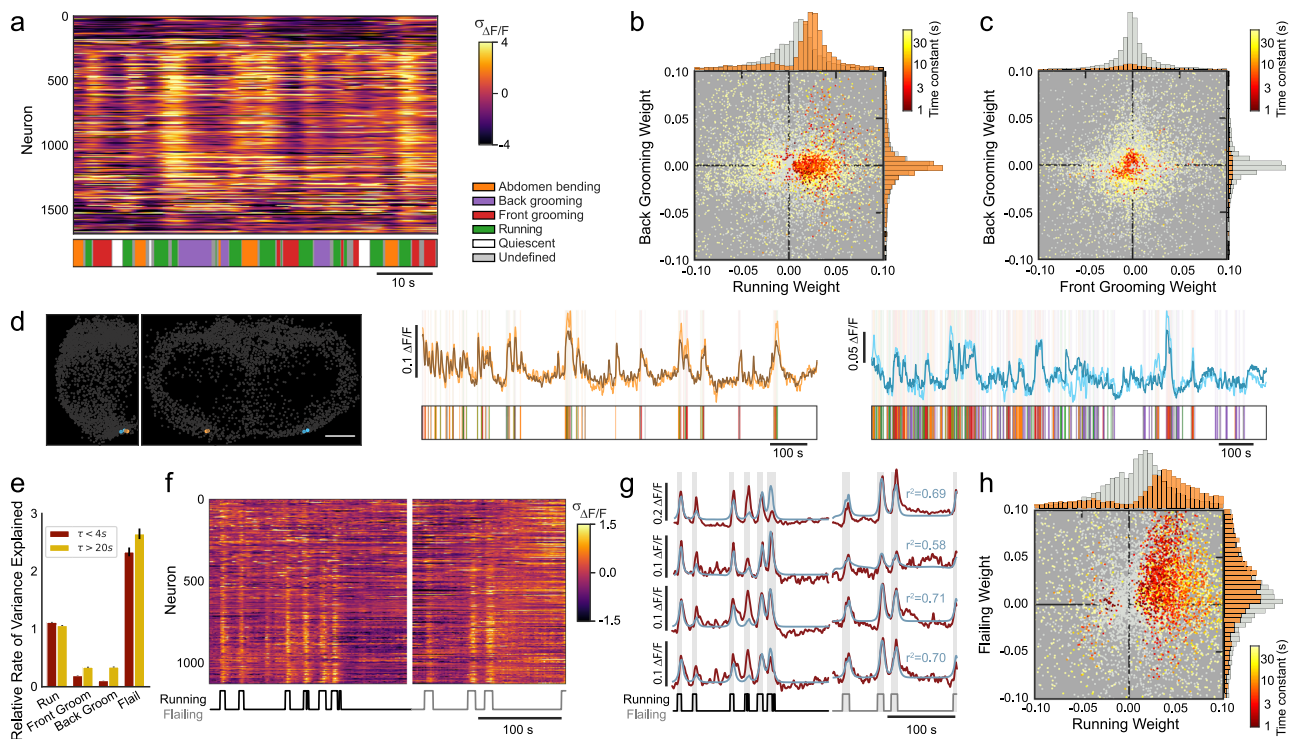 a
σΔF/F
4
0
-4
Neuron
0
500
1000
1500
Abdomen bending
Back grooming
Front grooming
Running
Quiescent
Undefined
10 s
b
Back Grooming Weight
0.10
0.05
0.00
-0.05
-0.10
-0.10
-0.05
0.00
0.05
0.10
Running Weight
30
10
3
1
Time constant (s)
c
Back Grooming Weight
0.10
0.05
0.00
-0.05
-0.10
-0.10
-0.05
0.00
0.05
0.10
Front Grooming Weight
30
10
3
1
Time constant (s)
d
0.1 ΔF/F
100 s
0.05 ΔF/F
100 s
e
Relative Rate of Variance Explained
3
2
1
0
τ < 4s
τ > 20s
Run
Front Groom
Back Groom
Flail
f
Neuron
0
500
1000
σΔF/F
1.5
0.0
-1.5
Running
Flailing
100 s
g
0.2 ΔF/F
r²=0.69
0.1 ΔF/F
r²=0.58
0.1 ΔF/F
r²=0.71
0.1 ΔF/F
r²=0.70
Running
Flailing
100 s
h
Flailing Weight
0.10
0.05
0.00
-0.05
-0.10
-0.10
-0.05
0.00
0.05
0.10
Running Weight
30
10
3
1
Time constant (s)